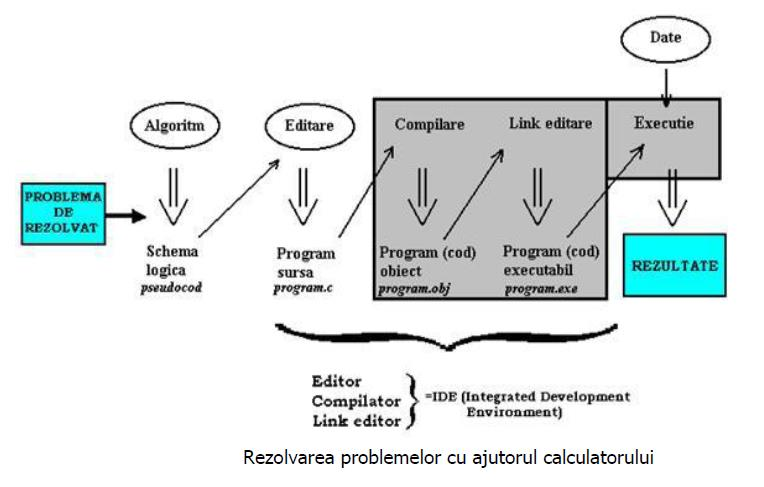 Date
Algoritm
Editare
Compilare
Link editare
Executie
PROBLEMA
DE
REZOLVAT
Schema
logica
pseudocod
Program
sursa
program.c
Program (cod)
obiect
program.obj
Program (cod)
executabil
program.exe
REZULTATE
Editor
Compilator
Link editor
=IDE (Integrated Development
Environment)
Rezolvarea problemelor cu ajutorul calculatorului